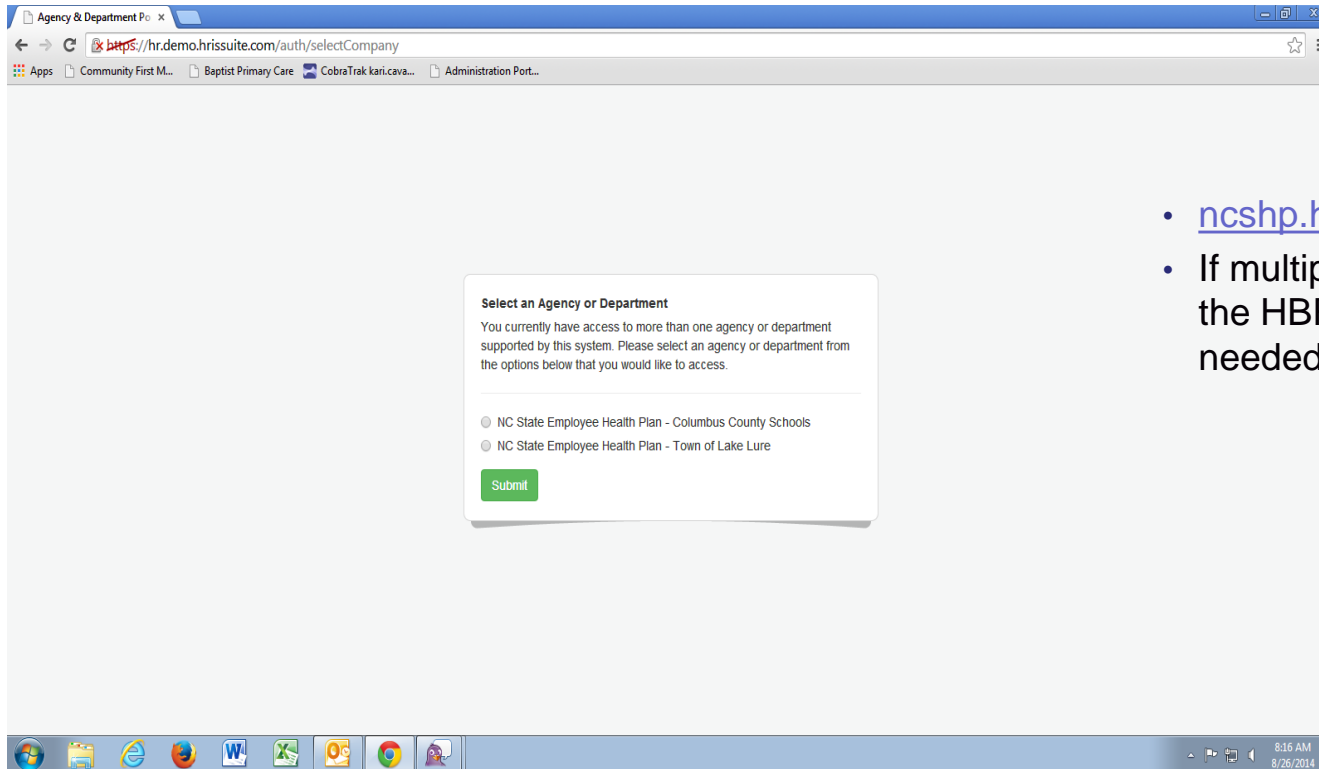 Agency & Department Po
https://hr.demo.hrissuite.com/auth/selectCompany
Apps Community First M... Baptist Primary Care CobraTrak kari.cava... Administration Port...
Select an Agency or Department
You currently have access to more than one agency or department
supported by this system. Please select an agency or department from
the options below that you would like to access.
NC State Employee Health Plan - Columbus County Schools
NC State Employee Health Plan - Town of Lake Lure
Submit
• ncshp.h
• If multip
the HB
needed
8:16 AM
8/26/2014